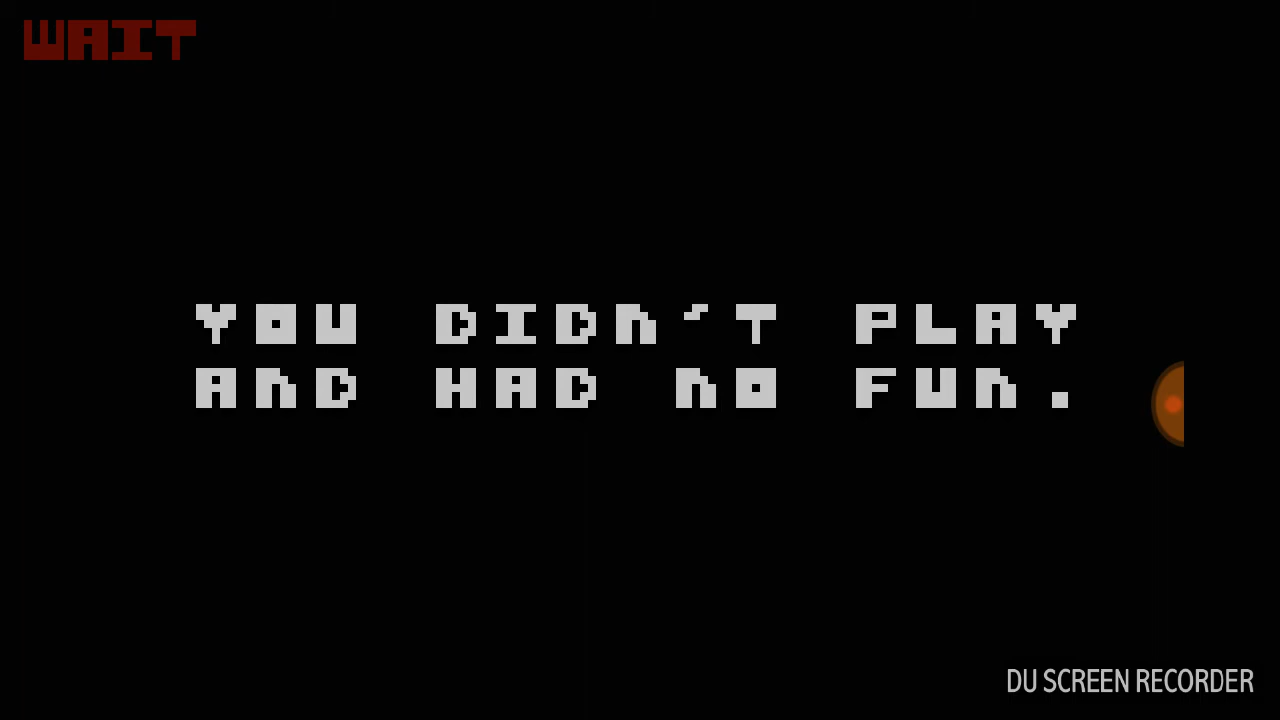 WAIT
YOU DIDn'T PLAY
AnD HAD nO FUn.
DU SCREEN RECORDER